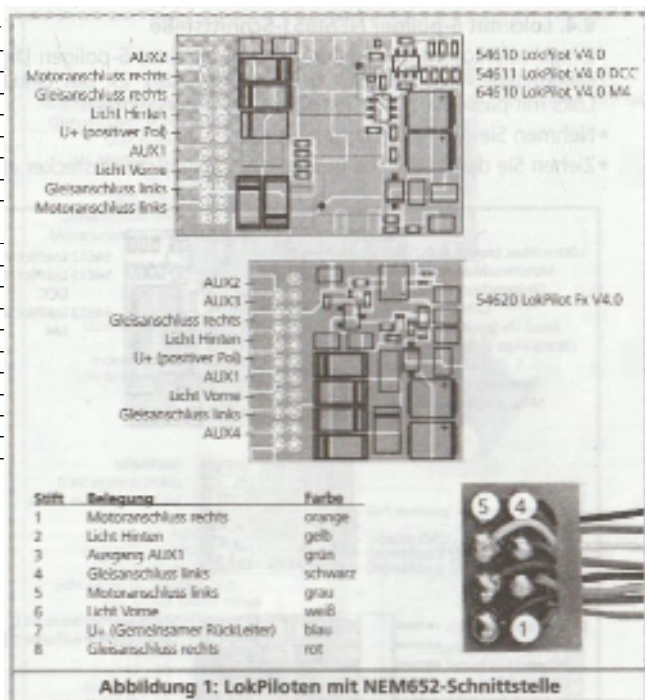 AUX2
Motoranschluss rechts
Gleisanschluss rechts
Licht Hinten
U+ (positiver Pol)
AUX1
Licht Vorne
Gleisanschluss links
Motoranschluss links
54610 LokPilot V4.0
54611 LokPilot V4.0 DCC
64610 LokPilot V4.0 M4
AUX2
AUX3
Gleisanschluss rechts
Licht Hinten
U+ (positiver Pol)
AUX1
Licht Vorne
Gleisanschluss links
AUX4
54620 LokPilot Fx V4.0
Stift Belegung Farbe
1 Motoranschluss rechts orange
2 Licht Hinten gelb
3 Ausgang AUX1 grün
4 Gleisanschluss links schwarz
5 Motoranschluss links grau
6 Licht Vorne weiß
7 U+ (Gemeinsamer RückLeiter) blau
8 Gleisanschluss rechts rot
5 4
1
Abbildung 1: LokPiloten mit NEM652-Schnittstelle